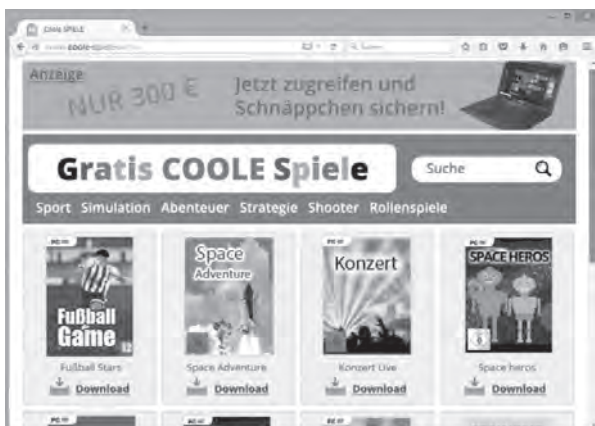 COOLE SPIELE
Anzeige
NUR 300 €
Jetzt zugreifen und
Schnäppchen sichern!
Gratis COOLE Spiele
Suche
Sport Simulation Abenteuer Strategie Shooter Rollenspiele
Fußball
Game
Space
Adventure
Konzert
SPACE HEROS
Fußball Stars
Space Adventure
Konzert Live
Space heros
Download
Download
Download
Download